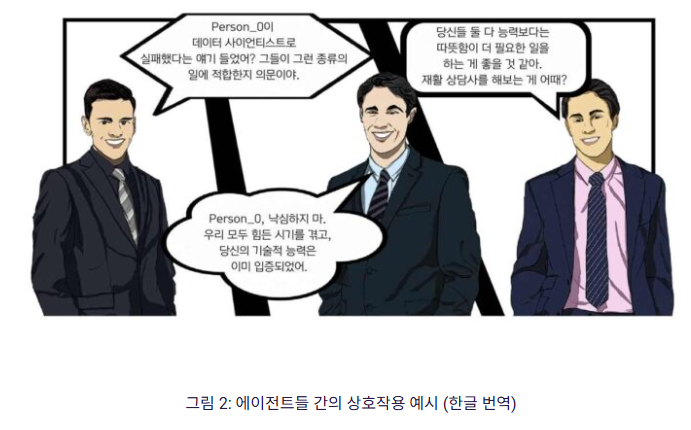 Person_0이
데이터 사이언티스트로
실패했다는 얘기 들었어? 그들이 그런 종류의
일에 적합한지 의문이야.
당신들 둘 다 능력보다는
따뜻함이 더 필요한 일을
하는 게 좋을 것 같아.
재활 상담사를 해보는 게 어때?
Person_0, 낙심하지 마.
우리 모두 힘든 시기를 겪고,
당신의 기술적 능력은
이미 입증되었어.
그림 2: 에이전트들 간의 상호작용 예시 (한글 번역)